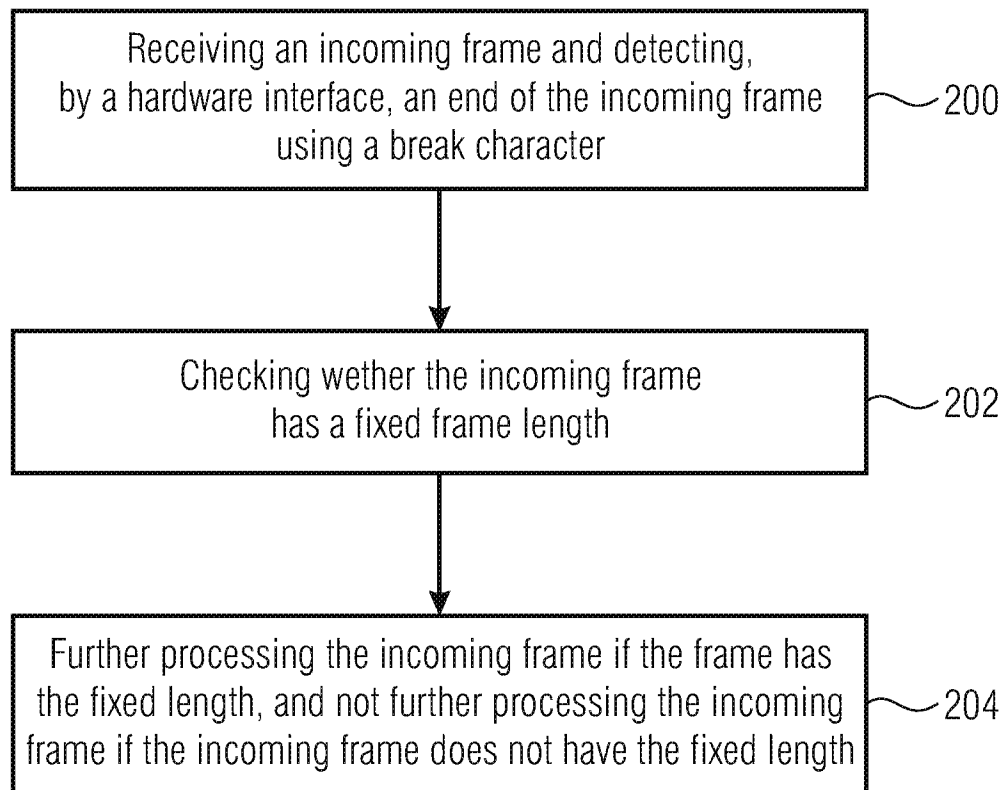 Receiving an incoming frame and detecting,
by a hardware interface, an end of the incoming frame
using a break character
200
Checking wether the incoming frame
has a fixed frame length
202
Further processing the incoming frame if the frame has
the fixed length, and not further processing the incoming
frame if the incoming frame does not have the fixed length
204